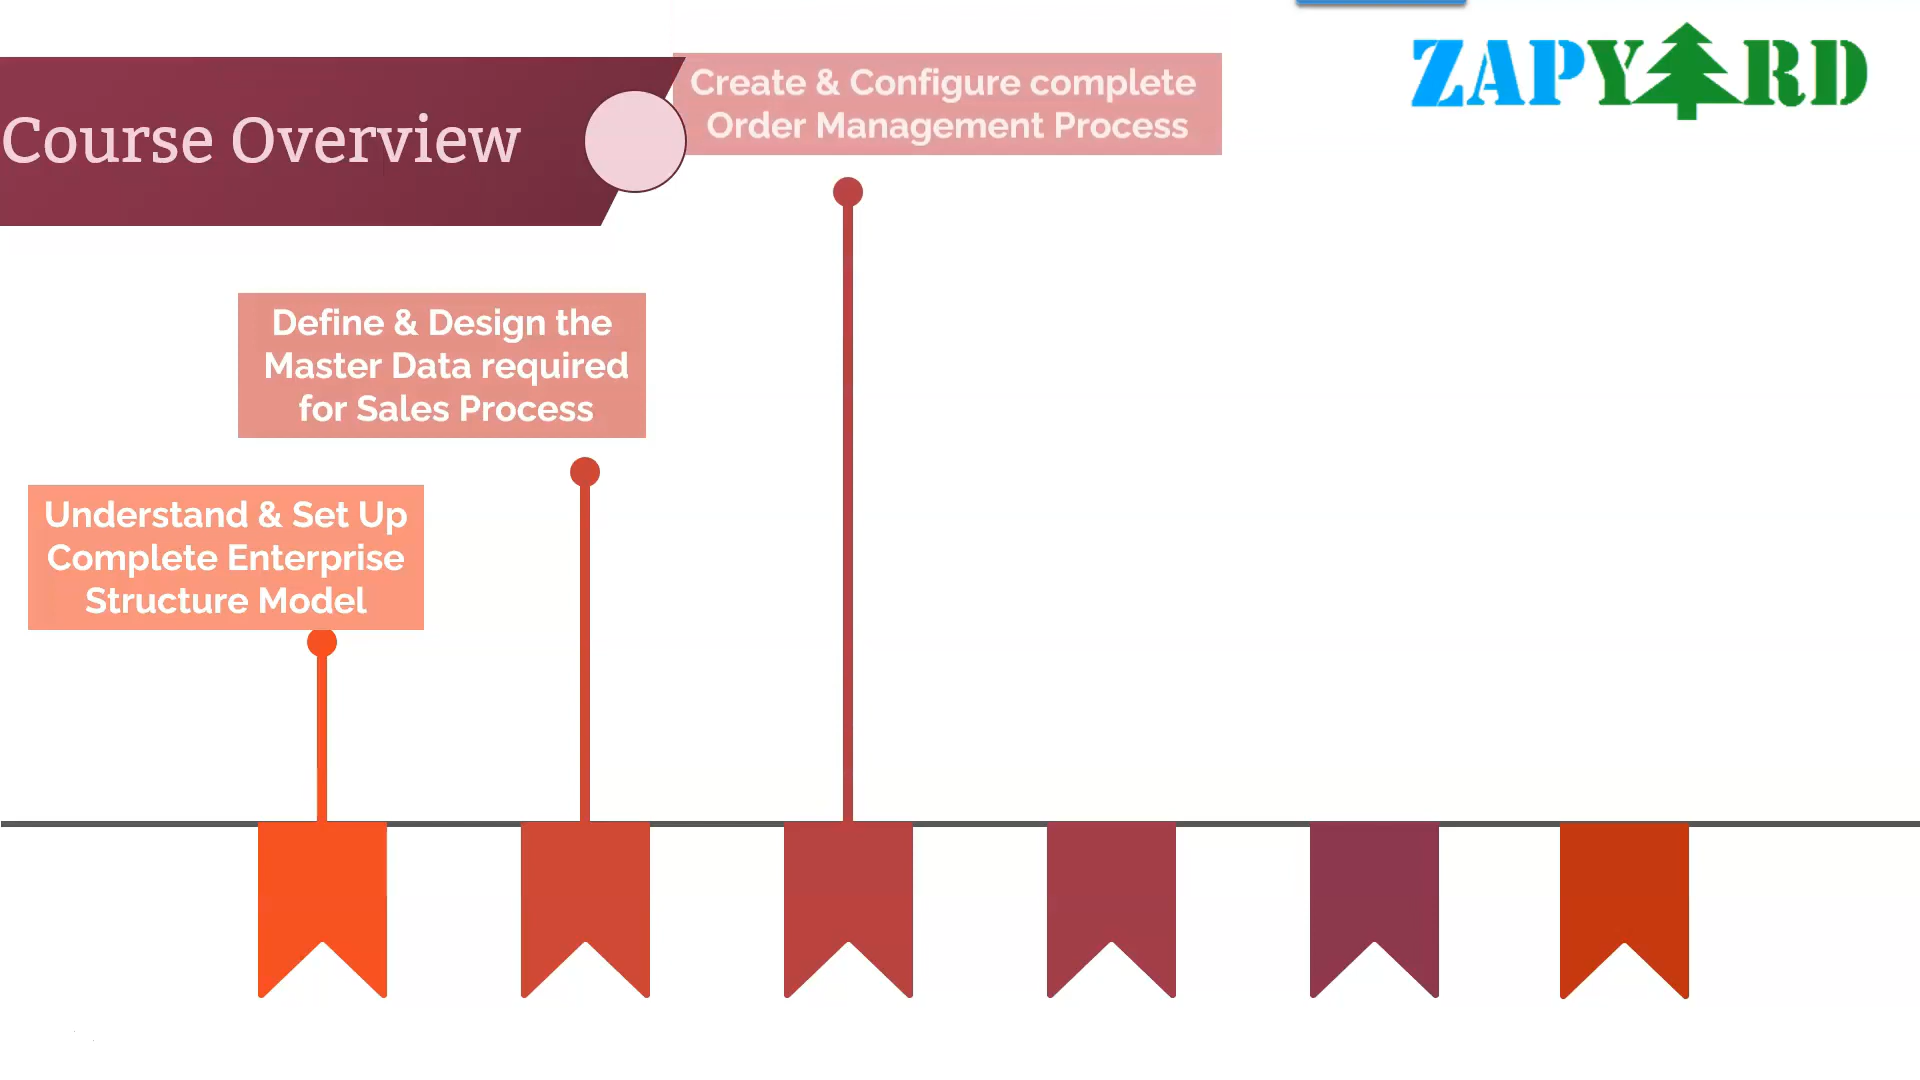 ZAPYARD
Course Overview
Create & Configure complete
Order Management Process
Define & Design the
Master Data required
for Sales Process
Understand & Set Up
Complete Enterprise
Structure Model